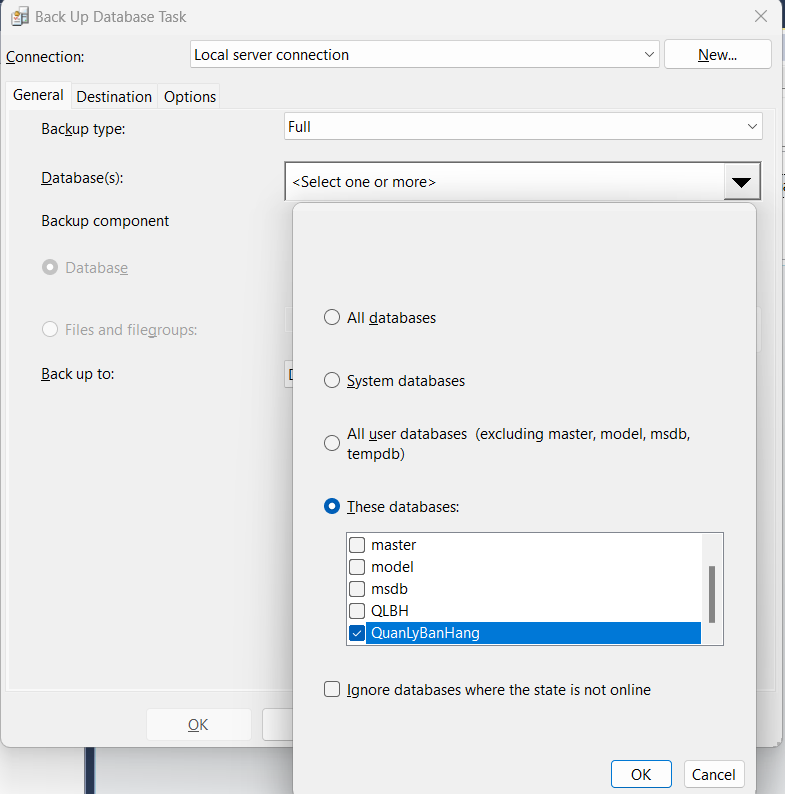 Back Up Database Task
Connection:
Local server connection
New...
General
Destination
Options
Backup type:
Full
Database(s):
<Select one or more>
Backup component
Database
Files and filegroups:
Back up to:
All databases
System databases
All user databases (excluding master, model, msdb,
tempdb)
These databases:
master
model
msdb
QLBH
QuanLyBanHang
Ignore databases where the state is not online
OK
OK
Cancel